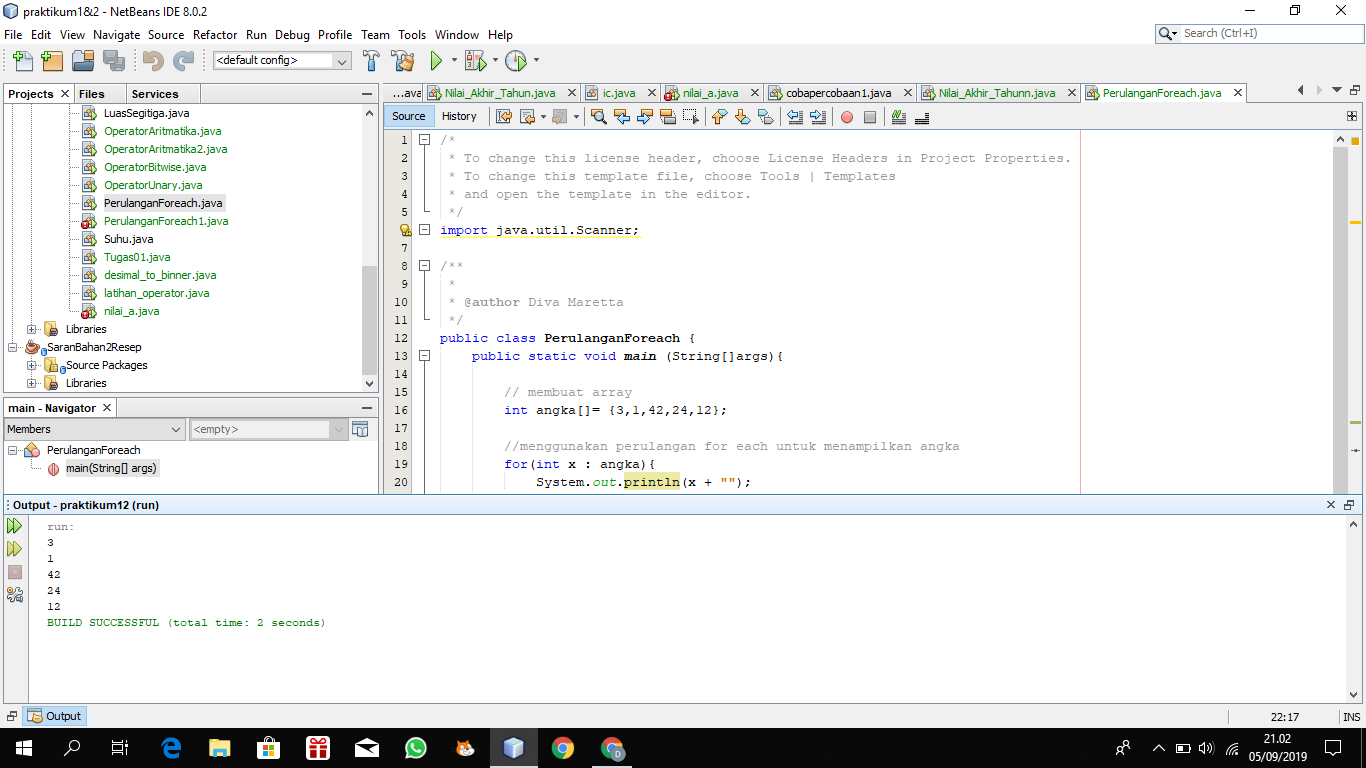 praktikum1&2 - NetBeans IDE 8.0.2
File Edit View Navigate Source Refactor Run Debug Profile Team Tools Window Help
Search (Ctrl+I)
<default config>
Projects Files Services
LuasSegitiga.java
OperatorAritmatika.java
OperatorAritmatika2.java
OperatorBitwise.java
OperatorUnary.java
PerulanganForeach.java
PerulanganForeach1.java
Suhu.java
Tugas01.java
desimal_to_binner.java
latihan_operator.java
nilai_a.java
Libraries
SaranBahan2Resep
Source Packages
Libraries
main - Navigator
Members <empty>
PerulanganForeach
main(String[] args)
...ava Nilai_Akhir_Tahun.java ic.java nilai_a.java cobapercobaan1.java Nilai_Akhir_Tahunn.java PerulanganForeach.java
Source History
1 /*
2 * To change this license header, choose License Headers in Project Properties.
3 * To change this template file, choose Tools | Templates
4 * and open the template in the editor.
5 */
import java.util.Scanner;
7
8 /**
9 *
10 * @author Diva Maretta
11 */
12 public class PerulanganForeach {
13 public static void main (String[]args){
14
15 // membuat array
16 int angka[]= {3,1,42,24,12};
17
18 //menggunakan perulangan for each untuk menampilkan angka
19 for(int x : angka){
20 System.out.println(x + "");
Output - praktikum12 (run)
run:
3
1
42
24
12
BUILD SUCCESSFUL (total time: 2 seconds)
Output
22:17 INS
21.02
05/09/2019